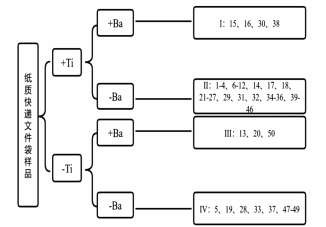 纸质快递文件袋样品
+Ti
-Ti
+Ba
-Ba
+Ba
-Ba
I：15、16、30、38
II：1-4、6-12、14、17、18、
21-27、29、31、32、34-36、39-
46
III：13、20、50
IV：5、19、28、33、37、47-49